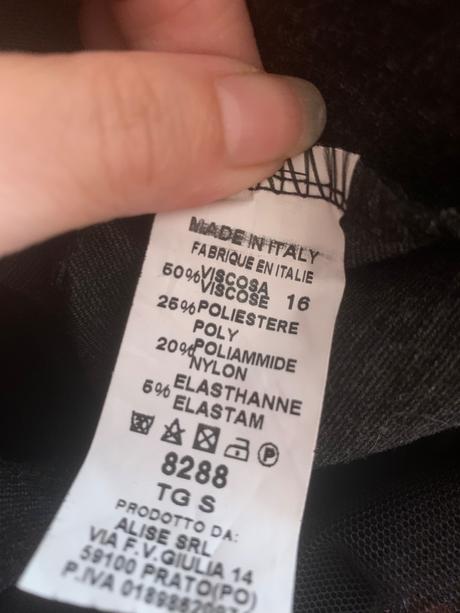 MADE IN ITALY
FABRIQUE EN ITALIE
50% VISCOSA
VISCOSE 16
25% POLIESTERE
POLY
20% POLIAMMIDE
NYLON
5% ELASTHANNE
ELASTAM
P
8288
TG S
PRODOTTO DA:
ALISE SRL
VIA F.V.GIULIA 14
59100 PRATO(PO)
P.IVA